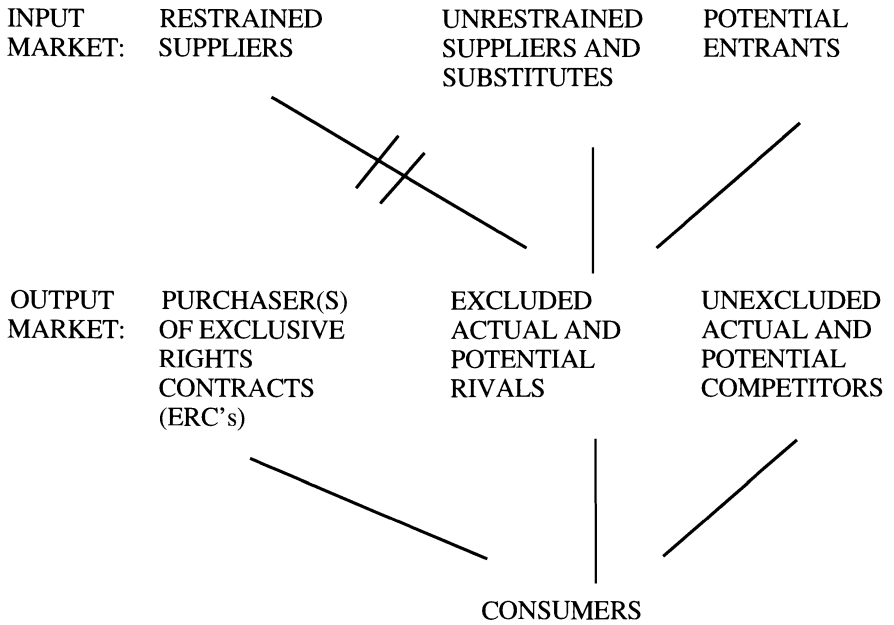 INPUT MARKET:
RESTRAINED
SUPPLIERS
UNRESTRAINED
SUPPLIERS AND
SUBSTITUTES
POTENTIAL
ENTRANTS
OUTPUT
MARKET:
PURCHASER(S)
OF EXCLUSIVE
RIGHTS
CONTRACTS
(ERC's)
EXCLUDED
ACTUAL AND
POTENTIAL
RIVALS
UNEXCLUDED
ACTUAL AND
POTENTIAL
COMPETITORS
CONSUMERS